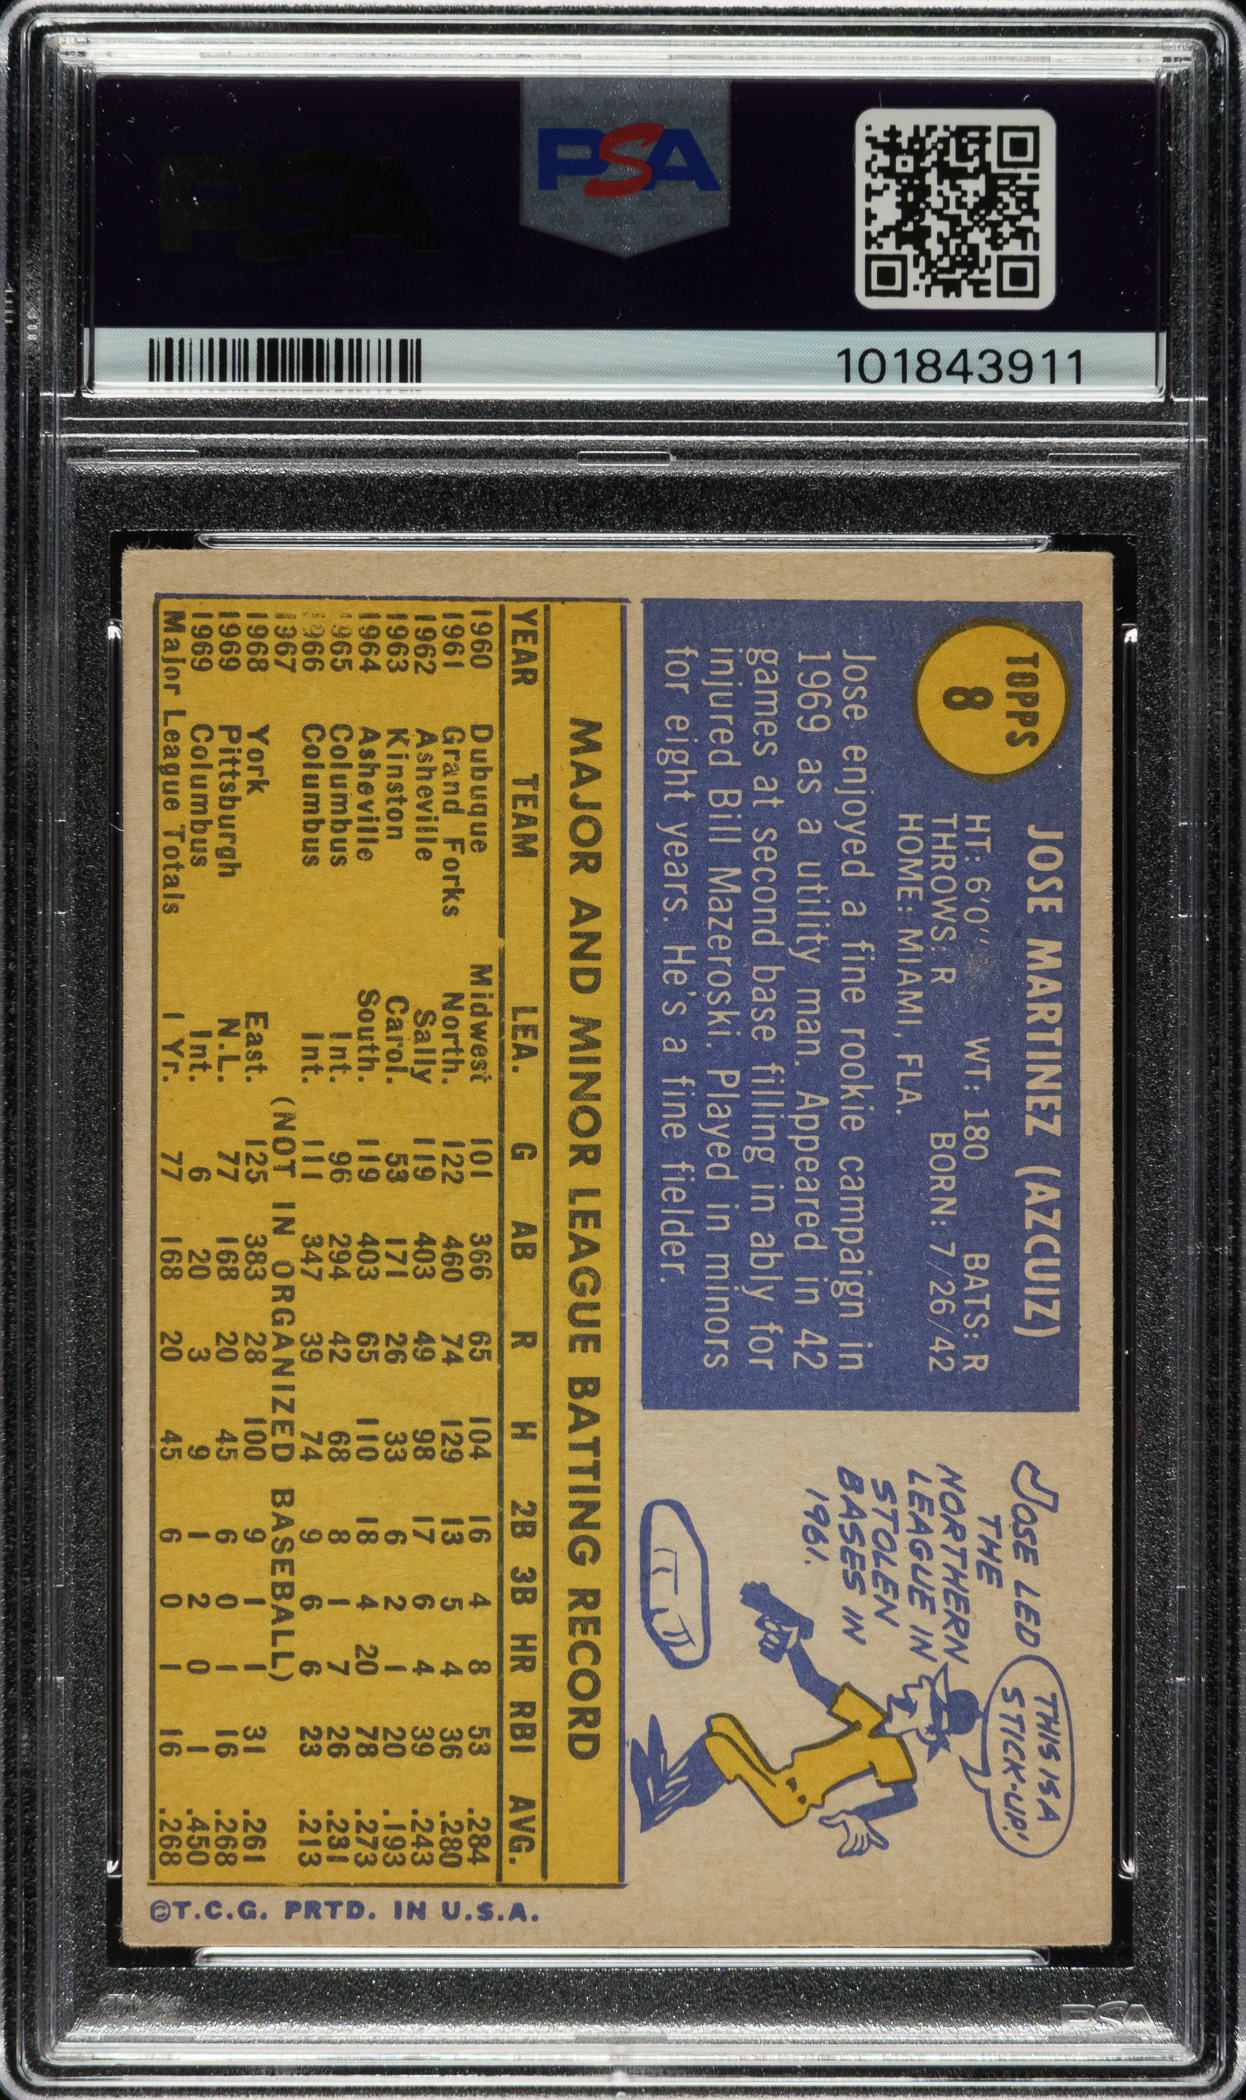 PSA
PSA
101843911
TOPPS
8
JOSE MARTINEZ (AZCUIZ)
HT: 6'0'' WT: 180 BATS: R
THROWS: R BORN: 7/26/42
HOME: MIAMI, FLA.
Jose enjoyed a fine rookie campaign in
1969 as a utility man. Appeared in 42
games at second base filling in ably for
injured Bill Mazeroski. Played in minors
for eight years. He's a fine fielder.
JOSE LED
THE
NORTHERN
LEAGUE IN
STOLEN
BASES IN
1961.
THIS IS A
STICK-UP!
MAJOR AND MINOR LEAGUE BATTING RECORD
YEAR TEAM LEA. G AB R H 2B 3B HR RBI AVG.
1960 Dubuque Midwest 101 366 65 104 16 4 8 53 .284
1961 Grand Forks North. 122 460 74 129 13 5 4 36 .280
1962 Asheville Sally 119 403 49 98 17 6 4 39 .243
1963 Kinston Carol. 53 171 26 33 6 2 1 20 .193
1964 Asheville South. 119 403 65 110 18 4 20 78 .273
1965 Columbus Int. 96 294 42 68 8 1 7 26 .231
1966 Columbus Int. 111 347 39 74 9 6 6 23 .213
1967 (NOT IN ORGANIZED BASEBALL)
1968 York East. 125 383 28 100 9 1 1 31 .261
1969 Pittsburgh N.L. 77 168 20 45 6 0 1 16 .268
1969 Columbus Int. 6 20 3 9 1 2 0 1 .450
Major League Totals 1 Yr. 77 168 20 45 6 0 1 16 .268
©T.C.G. PRTD. IN U.S.A.
PSA